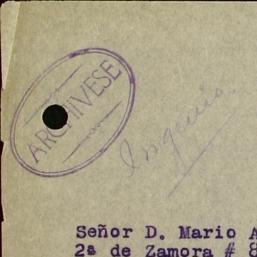 ARCHIVESE
Ingenio.
Señor D. Mario A
2ª de Zamora # 8